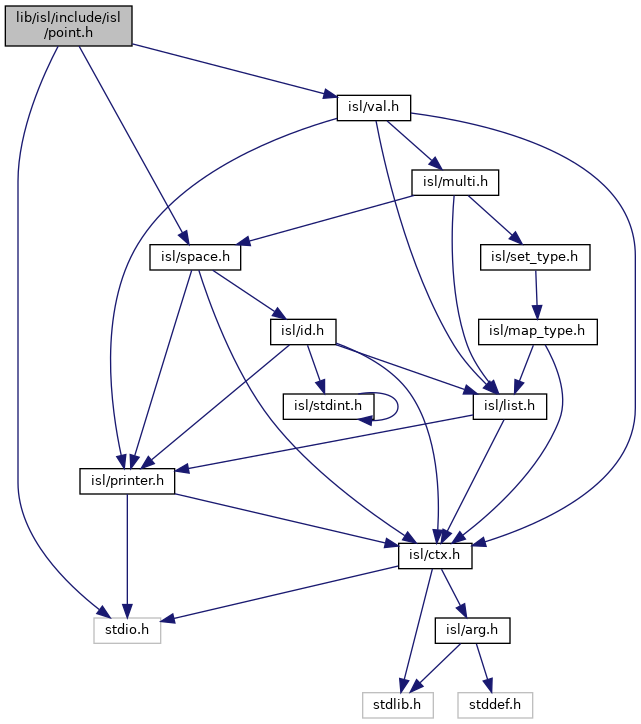 lib/isl/include/isl
/point.h
isl/val.h
isl/multi.h
isl/space.h
isl/set_type.h
isl/id.h
isl/map_type.h
isl/stdint.h
isl/list.h
isl/printer.h
isl/ctx.h
stdio.h
isl/arg.h
stdlib.h
stddef.h